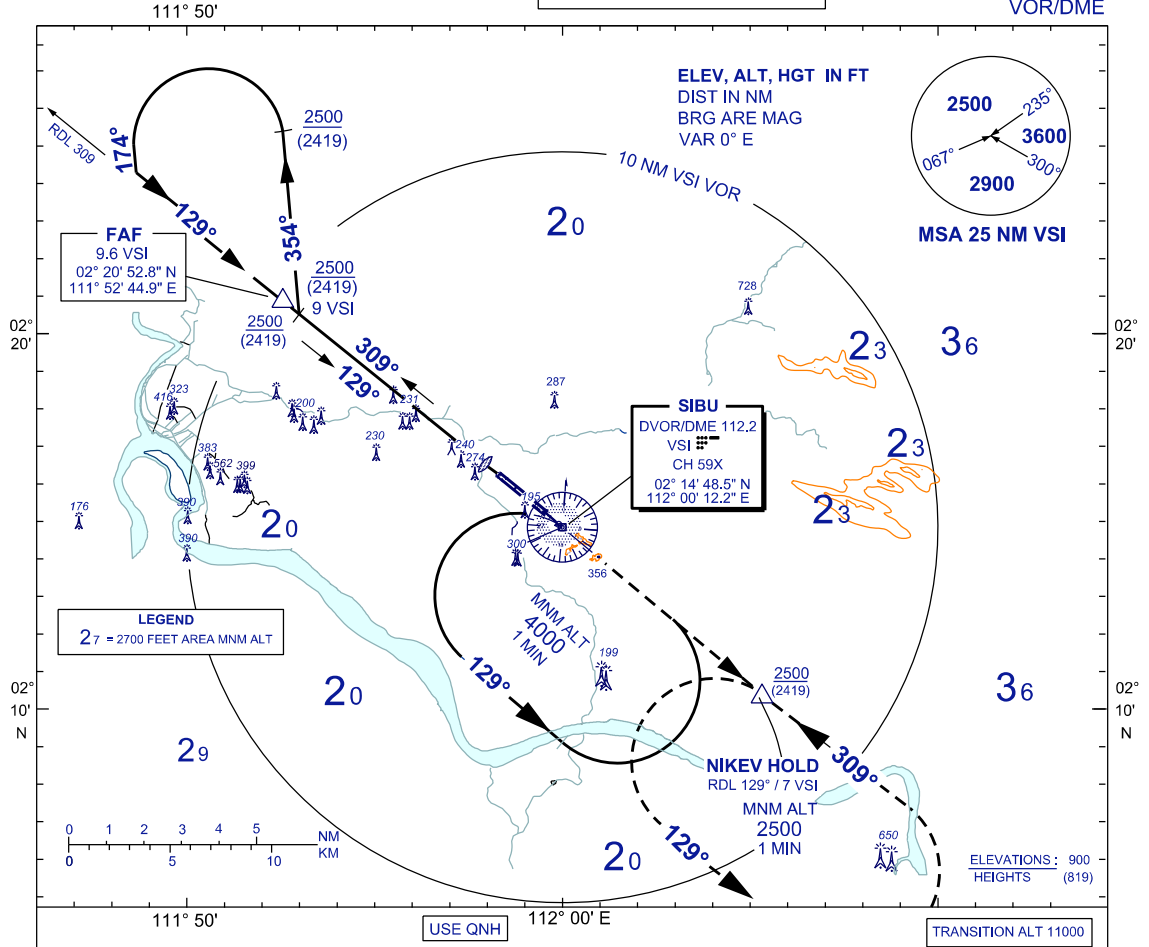 VOR/DME
111° 50'
ELEV, ALT, HGT IN FT
DIST IN NM
BRG ARE MAG
VAR 0° E
2500
235°
3600
067°
300°
2900
MSA 25 NM VSI
RDL 309
174°
2500
(2419)
10 NM VSI VOR
129°
354°
20
FAF
9.6 VSI
02° 20' 52.8" N
111° 52' 44.9" E
2500
(2419)
9 VSI
2500
(2419)
728
02°
20'
02°
20'
309°
129°
23
36
287
323
416
200
231
SIBU
DVOR/DME 112.2
VSI
CH 59X
02° 14' 48.5" N
112° 00' 12.2" E
230
240
274
383
562
399
23
195
176
390
20
23
390
300
356
LEGEND
27 = 2700 FEET AREA MNM ALT
MNM ALT
4000
1 MIN
199
129°
2500
(2419)
02°
10'
N
20
36
02°
10'
N
29
NIKEV HOLD
RDL 129° / 7 VSI
MNM ALT
2500
1 MIN
309°
0 1 2 3 4 5 NM
0 5 10 KM
129°
20
650
ELEVATIONS : 900
HEIGHTS (819)
111° 50'
USE QNH
112° 00' E
TRANSITION ALT 11000